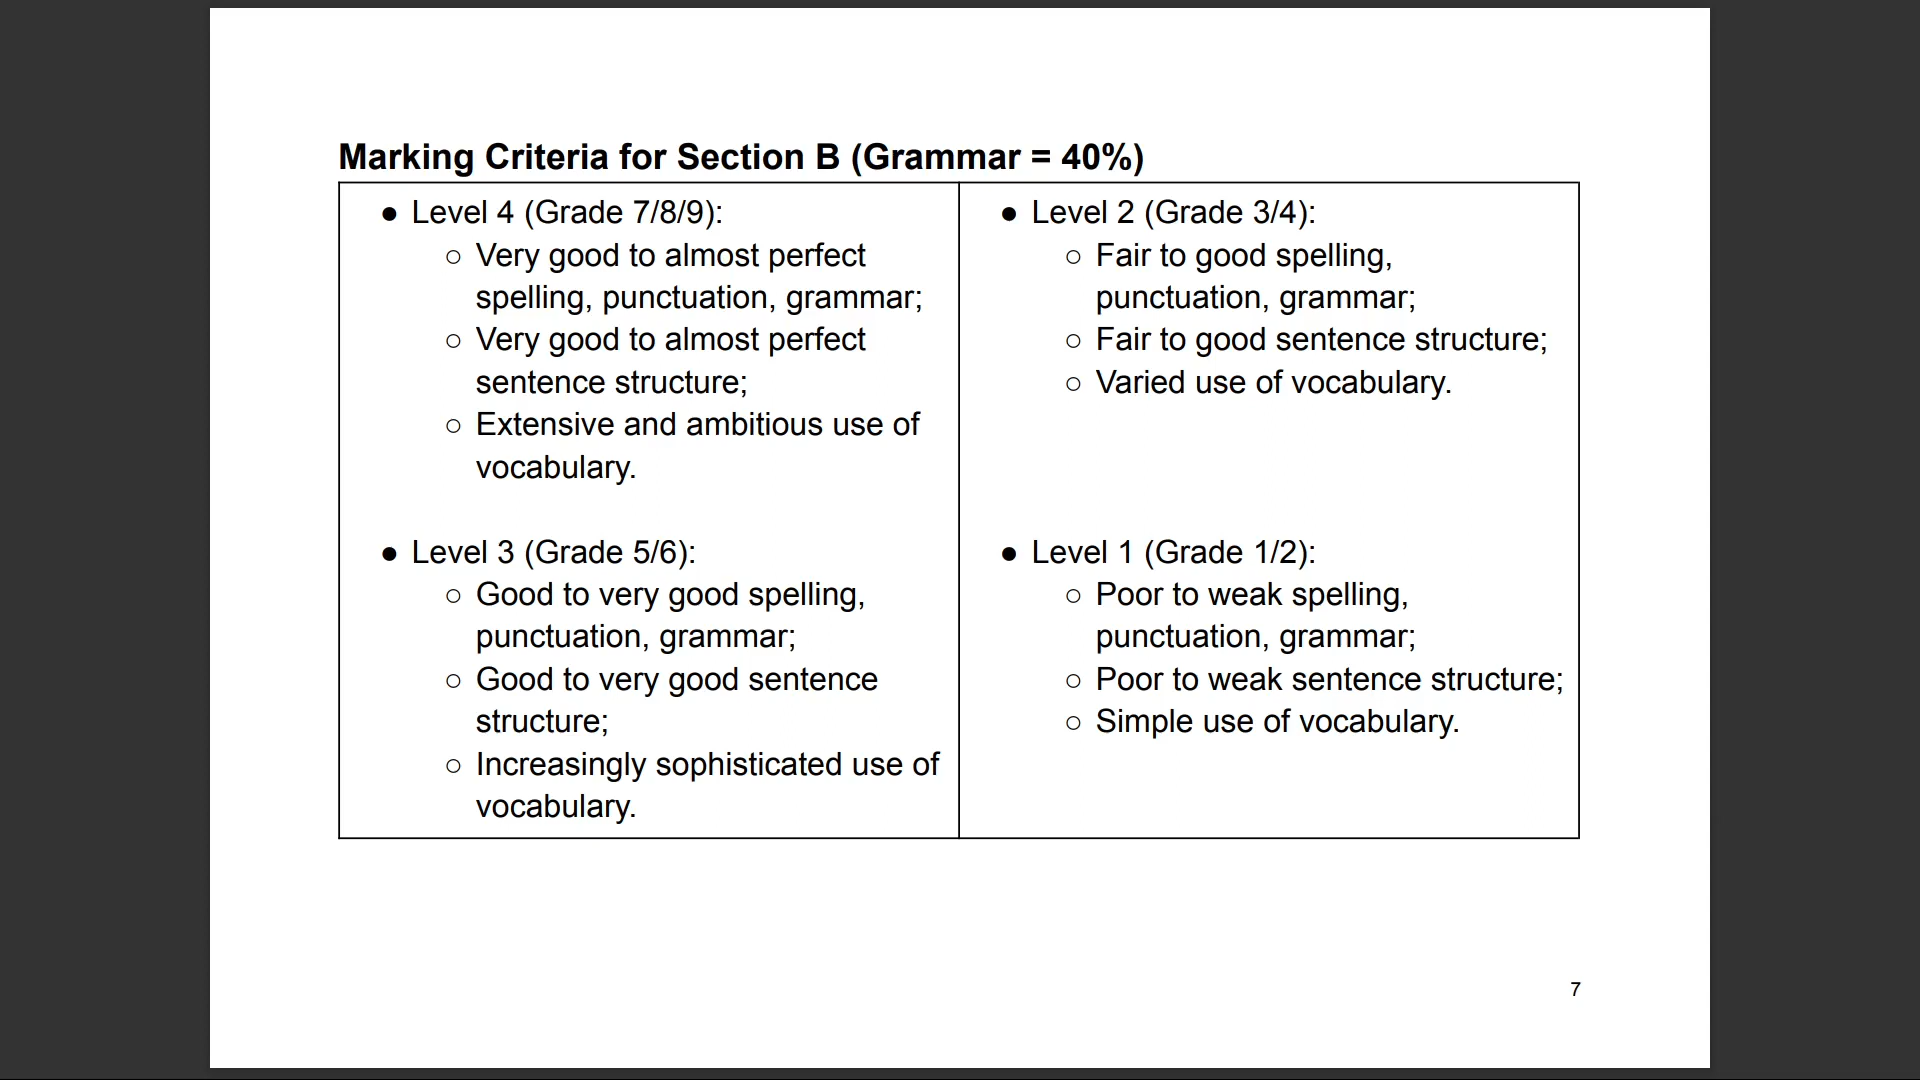 Marking Criteria for Section B (Grammar = 40%)
● Level 4 (Grade 7/8/9):
○ Very good to almost perfect
spelling, punctuation, grammar;
○ Very good to almost perfect
sentence structure;
○ Extensive and ambitious use of
vocabulary.
● Level 3 (Grade 5/6):
○ Good to very good spelling,
punctuation, grammar;
○ Good to very good sentence
structure;
○ Increasingly sophisticated use of
vocabulary.
● Level 2 (Grade 3/4):
○ Fair to good spelling,
punctuation, grammar;
○ Fair to good sentence structure;
○ Varied use of vocabulary.
● Level 1 (Grade 1/2):
○ Poor to weak spelling,
punctuation, grammar;
○ Poor to weak sentence structure;
○ Simple use of vocabulary.
7